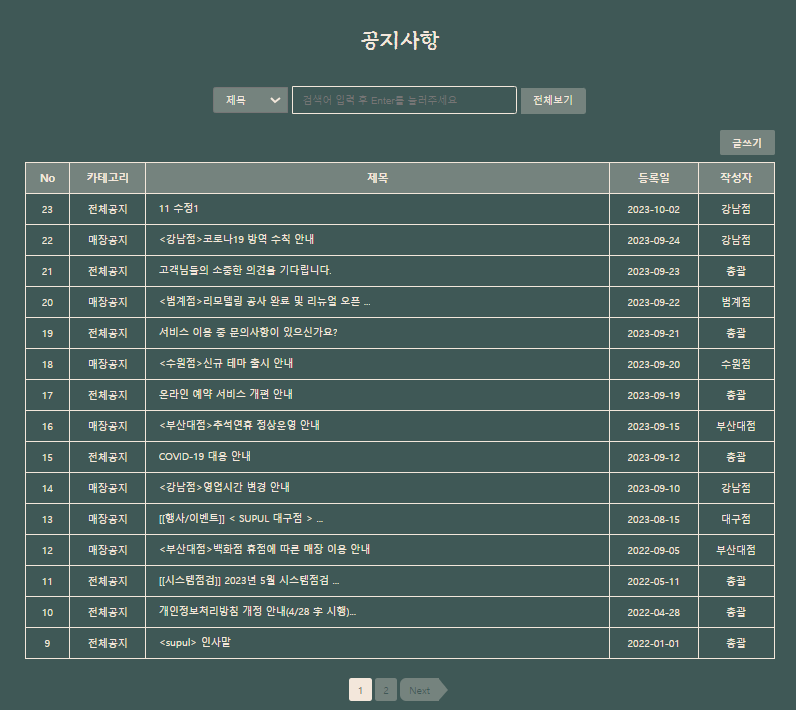 공지사항
제목 검색어 입력 후 Enter를 눌러주세요 전체보기
글쓰기
No 카테고리 제목 등록일 작성자
23 전체공지 11 수정1 2023-10-02 강남점
22 매장공지 <강남점>코로나19 방역 수칙 안내 2023-09-24 강남점
21 전체공지 고객님들의 소중한 의견을 기다립니다. 2023-09-23 총괄
20 매장공지 <범계점>리모델링 공사 완료 및 리뉴얼 오픈 ... 2023-09-22 범계점
19 전체공지 서비스 이용 중 문의사항이 있으신가요? 2023-09-21 총괄
18 매장공지 <수원점>신규 테마 출시 안내 2023-09-20 수원점
17 전체공지 온라인 예약 서비스 개편 안내 2023-09-19 총괄
16 매장공지 <부산대점>추석연휴 정상운영 안내 2023-09-15 부산대점
15 전체공지 COVID-19 대응 안내 2023-09-12 총괄
14 매장공지 <강남점>영업시간 변경 안내 2023-09-10 강남점
13 매장공지 [[행사/이벤트]] < SUPUL 대구점 > ... 2023-08-15 대구점
12 매장공지 <부산대점>백화점 휴점에 따른 매장 이용 안내 2022-09-05 부산대점
11 전체공지 [[시스템점검]] 2023년 5월 시스템점검 ... 2022-05-11 총괄
10 전체공지 개인정보처리방침 개정 안내(4/28 字 시행)... 2022-04-28 총괄
9 전체공지 <supul> 인사말 2022-01-01 총괄
1 2 Next